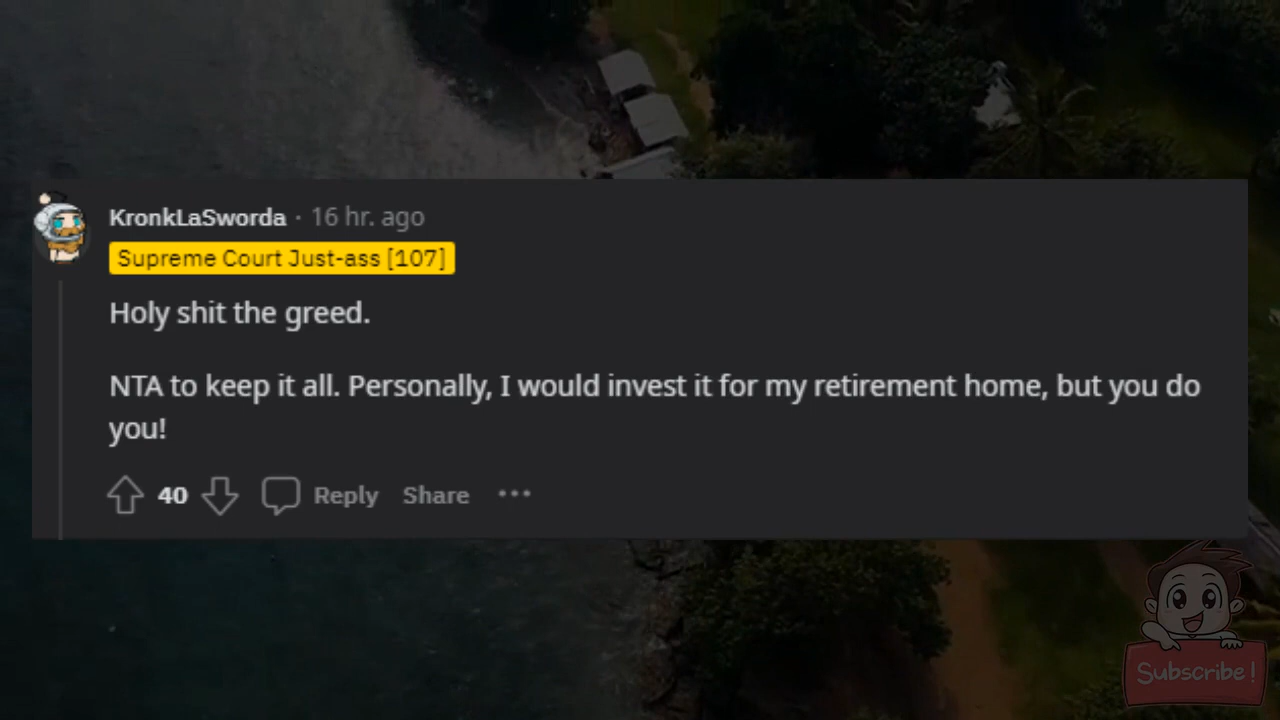 KronkLaSworda · 16 hr. ago
Supreme Court Just-ass [107]
Holy shit the greed.
NTA to keep it all. Personally, I would invest it for my retirement home, but you do
you!
40 Reply Share •••
Subscribe!